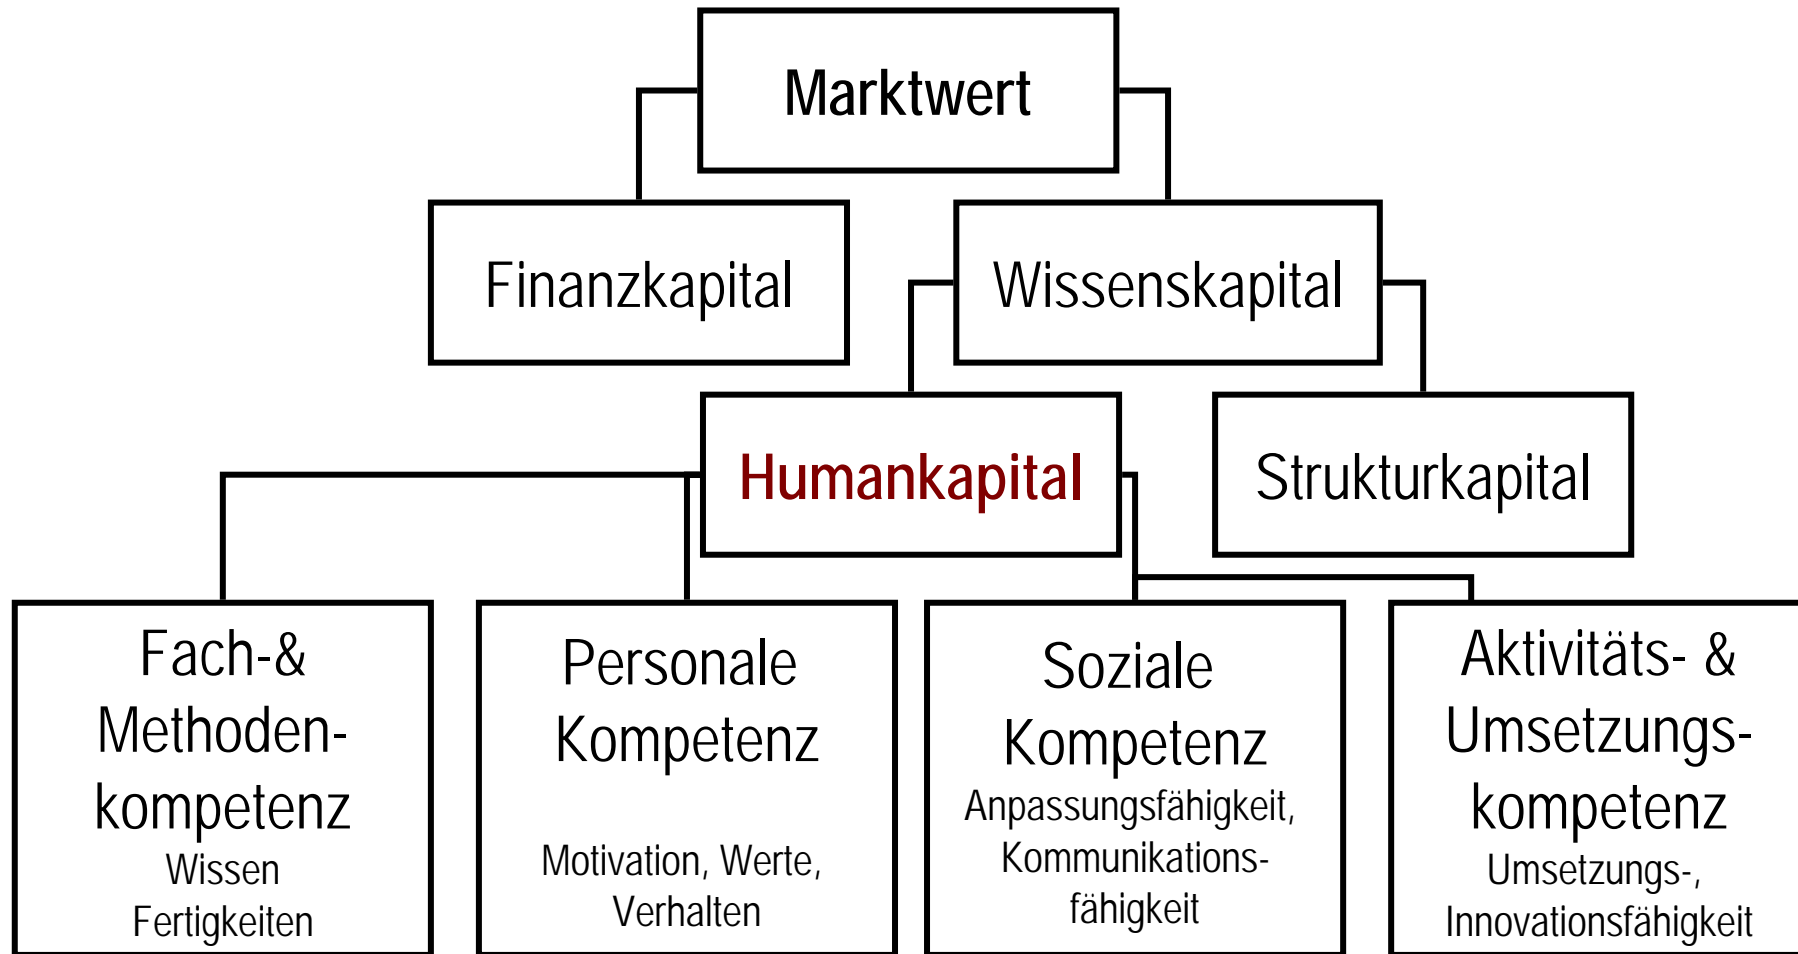 Marktwert
Finanzkapital
Wissenskapital
Humankapital
Strukturkapital
Fach-&
Methoden-
kompetenz
Wissen
Fertigkeiten
Personale
Kompetenz
Motivation, Werte,
Verhalten
Soziale
Kompetenz
Anpassungsfähigkeit,
Kommunikations-
fähigkeit
Aktivitäts- &
Umsetzungs-
kompetenz
Umsetzungs-,
Innovationsfähigkeit